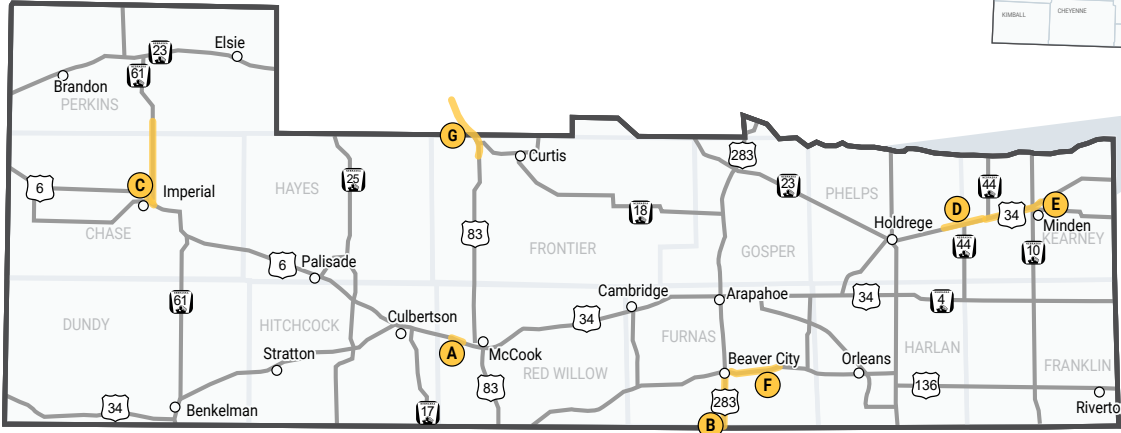 KIMBALL
CHEYENNE
23
Elsie
61
Brandon
PERKINS
G
Curtis
283
6
C
Imperial
HAYES
25
23
PHELPS
44
D
E
34
Minden
18
Holdrege
CHASE
83
FRONTIER
GOSPER
44
10
KEARNEY
6
Palisade
61
Cambridge
Arapahoe
34
4
DUNDY
HITCHCOCK
Culbertson
34
FURNAS
Stratton
A
McCook
RED WILLOW
Beaver City
Orleans
HARLAN
FRANKLIN
F
83
136
34
Benkelman
17
283
B
Riverto